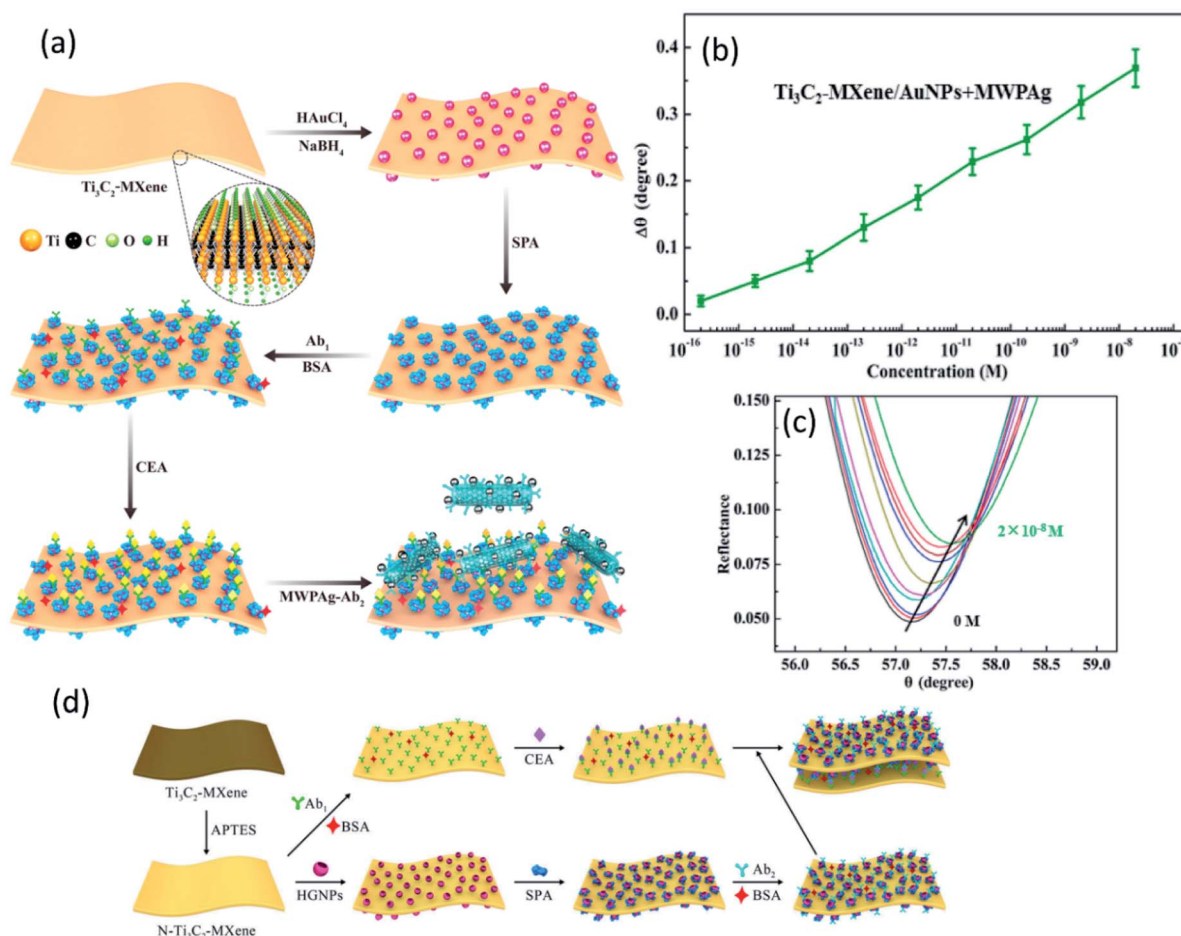 (a)
HAuCl₄
NaBH₄
Ti₃C₂-MXene
Ti C O H
SPA
Ab₁
BSA
CEA
MWPAg-Ab₂
(b)
Ti₃C₂-MXene/AuNPs+MWPAg
Δθ (degree)
0.4
0.3
0.2
0.1
0.0
10⁻¹⁶ 10⁻¹⁵ 10⁻¹⁴ 10⁻¹³ 10⁻¹² 10⁻¹¹ 10⁻¹⁰ 10⁻⁹ 10⁻⁸
Concentration (M)
(c)
Reflectance
0.150
0.125
0.100
0.075
0.050
2×10⁻⁸M
0 M
56.0 56.5 57.0 57.5 58.0 58.5 59.0
θ (degree)
(d)
Ti₃C₂-MXene
APTES
N-Ti₃C₂-MXene
Ab₁
BSA
CEA
HGNPs
SPA
Ab₂
BSA